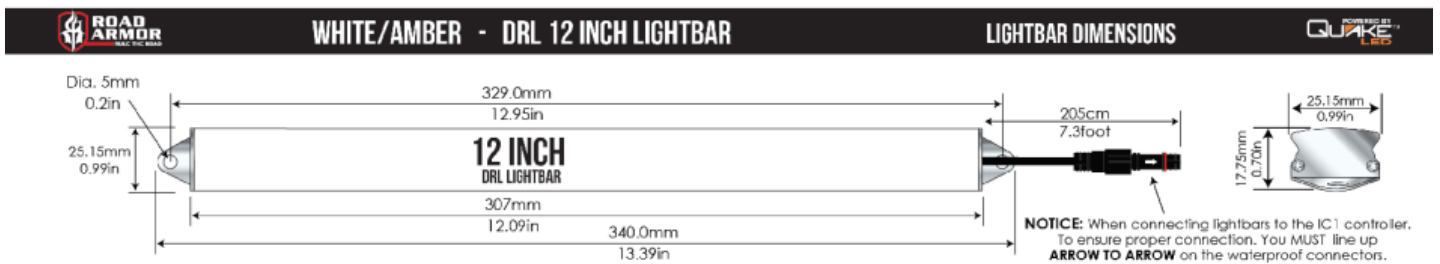 ROAD ARMOR
BUILT THE ROAD
WHITE/AMBER - DRL 12 INCH LIGHTBAR
LIGHTBAR DIMENSIONS
POWERED BY
QUAKE
LED
Dia. 5mm
0.2in
329.0mm
12.95in
205cm
7.3foot
25.15mm
0.99in
25.15mm
0.99in
12 INCH
DRL LIGHTBAR
17.75mm
0.70in
307mm
12.09in
340.0mm
13.39in
NOTICE: When connecting lightbars to the IC1 controller.
To ensure proper connection. You MUST line up
ARROW TO ARROW on the waterproof connectors.